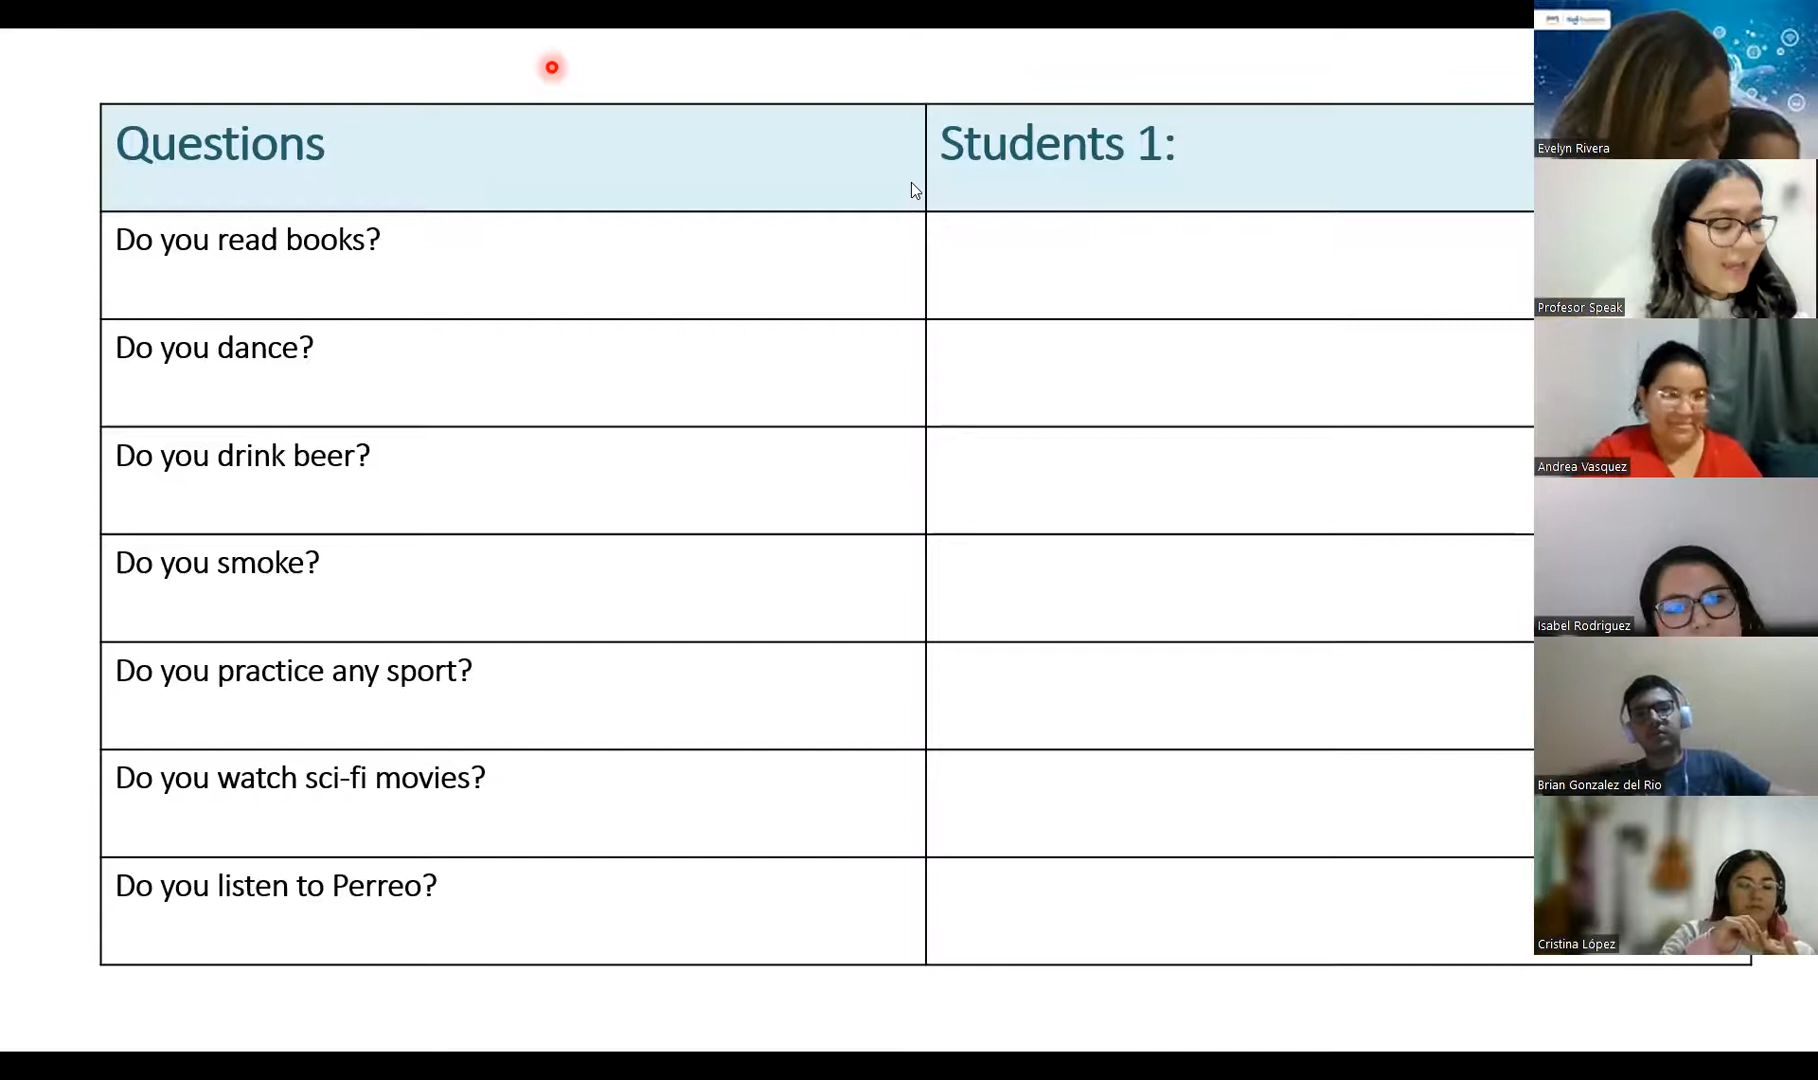 Questions
Students 1:
Do you read books?
Do you dance?
Do you drink beer?
Do you smoke?
Do you practice any sport?
Do you watch sci-fi movies?
Do you listen to Perreo?
Evelyn Rivera
Profesor Speak
Andrea Vasquez
Isabel Rodriguez
Brian Gonzalez del Rio
Cristina López